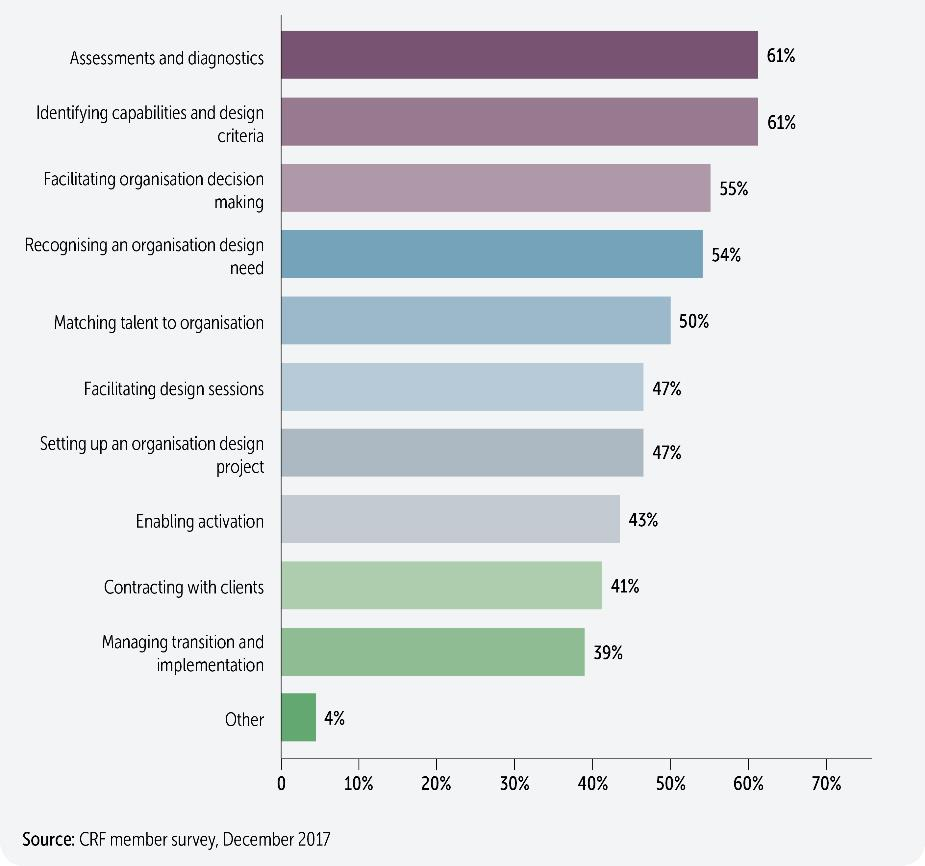 Assessments and diagnostics
61%
Identifying capabilities and design
criteria
61%
Facilitating organisation decision
making
55%
Recognising an organisation design
need
54%
Matching talent to organisation
50%
Facilitating design sessions
47%
Setting up an organisation design
project
47%
Enabling activation
43%
Contracting with clients
41%
Managing transition and
implementation
39%
Other
4%
0 10% 20% 30% 40% 50% 60% 70%
Source: CRF member survey, December 2017